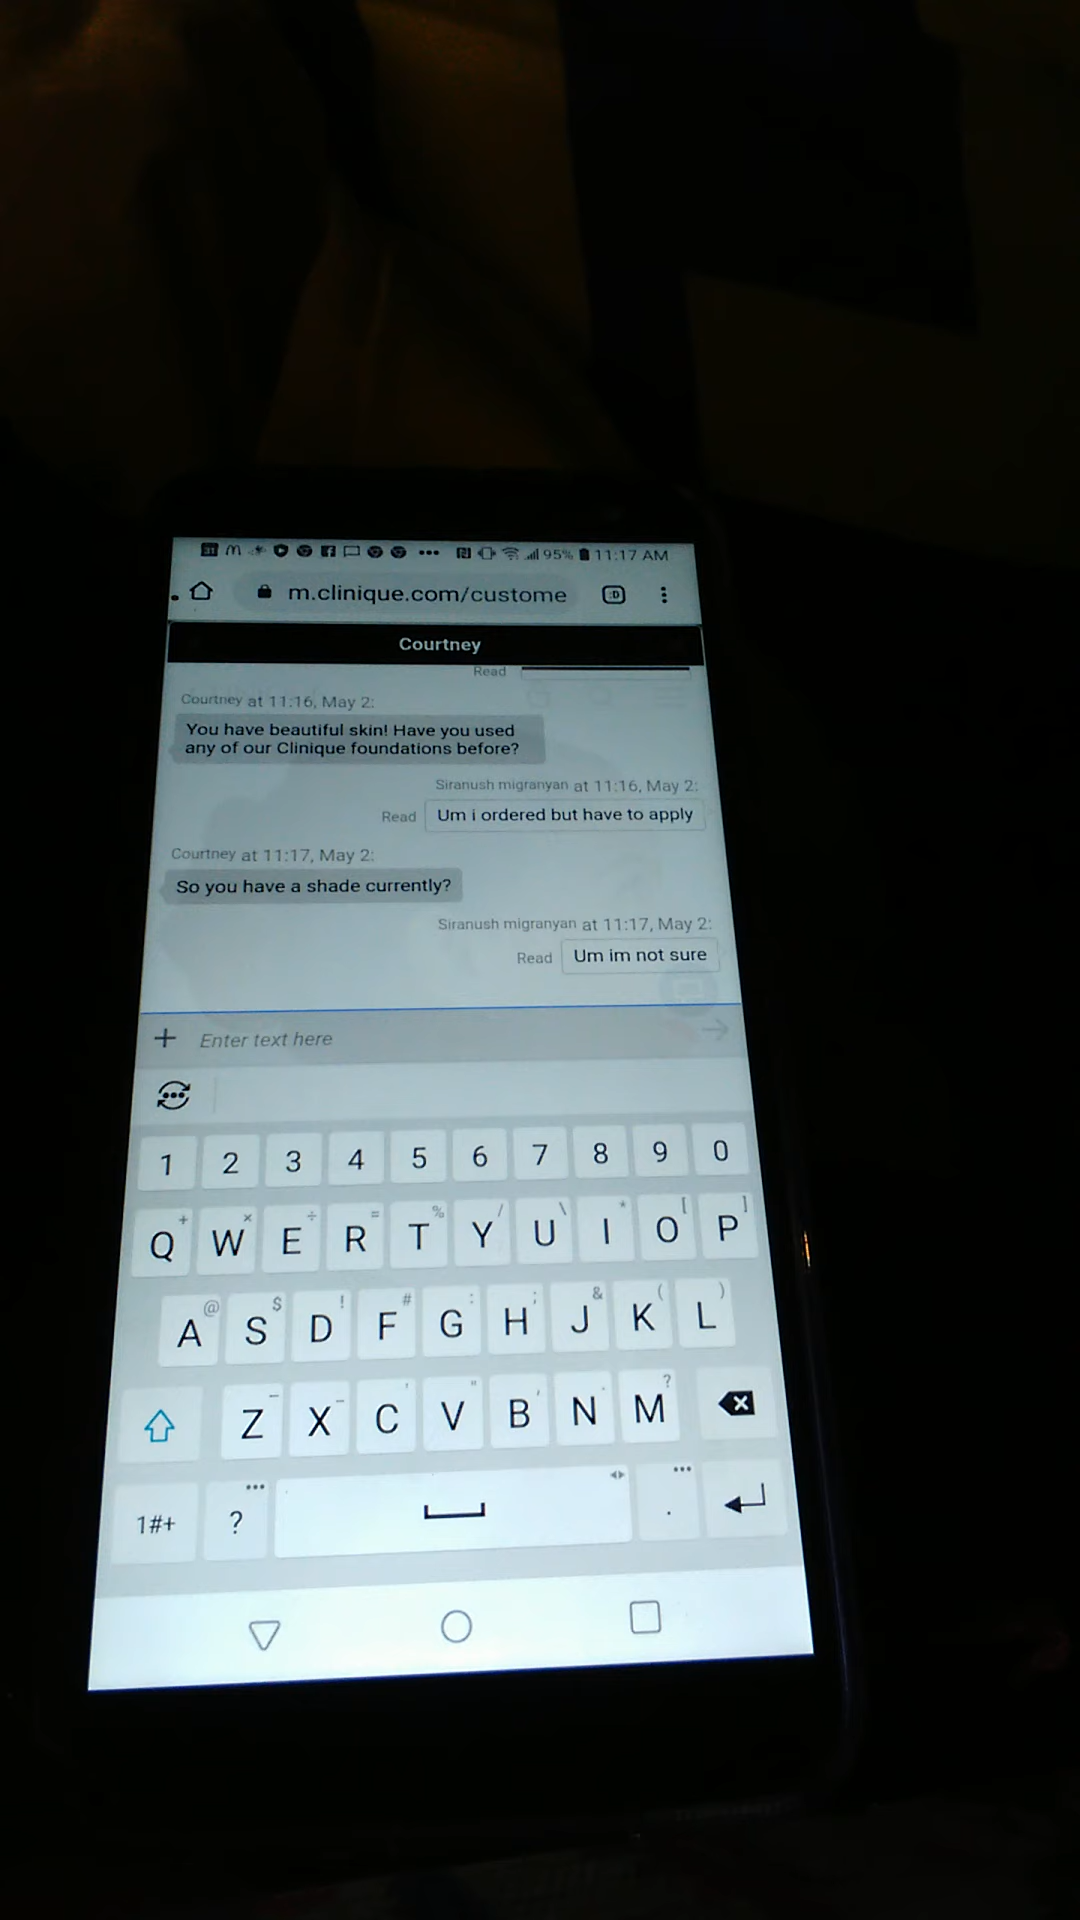 31 95% 11:17 AM
m.clinique.com/custome :D
Courtney
Read
Courtney at 11:16, May 2:
You have beautiful skin! Have you used
any of our Clinique foundations before?
Siranush migranyan at 11:16, May 2:
Read Um i ordered but have to apply
Courtney at 11:17, May 2:
So you have a shade currently?
Siranush migranyan at 11:17, May 2:
Read Um im not sure
+ Enter text here
1 2 3 4 5 6 7 8 9 0
+ × ÷ = % / \ * [ ]
Q W E R T Y U I O P
@ $ ! # : ; & ( )
A S D F G H J K L
Z X C V B N M ?
1#+ ? .